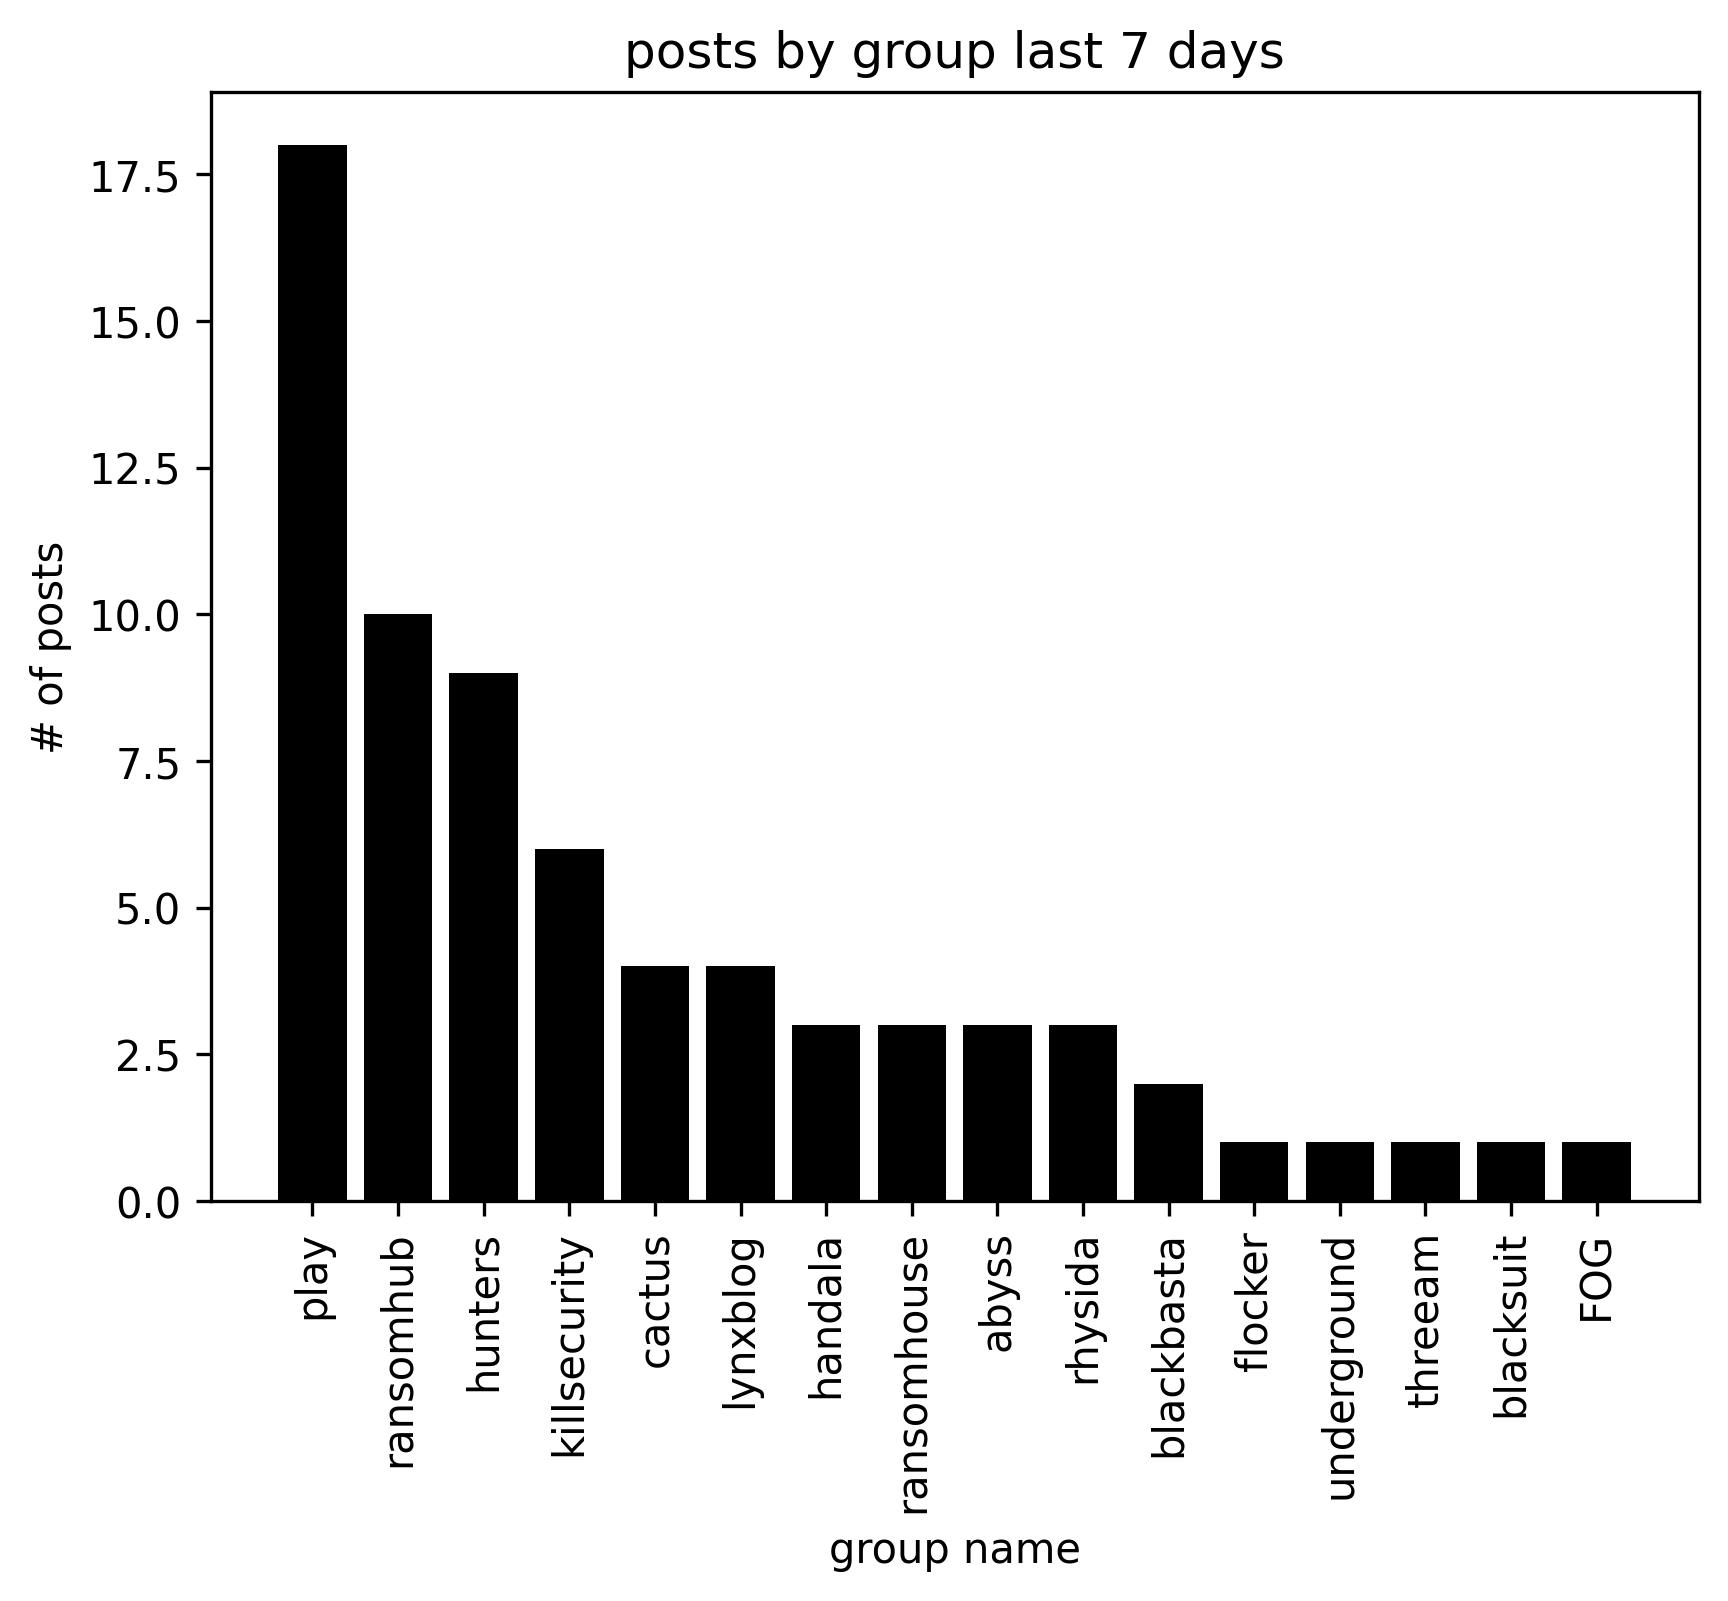 posts by group last 7 days
# of posts
17.5
15.0
12.5
10.0
7.5
5.0
2.5
0.0
play
ransomhub
hunters
killsecurity
cactus
lynxblog
handala
ransomhouse
abyss
rhysida
blackbasta
flocker
underground
threeam
blacksuit
FOG
group name